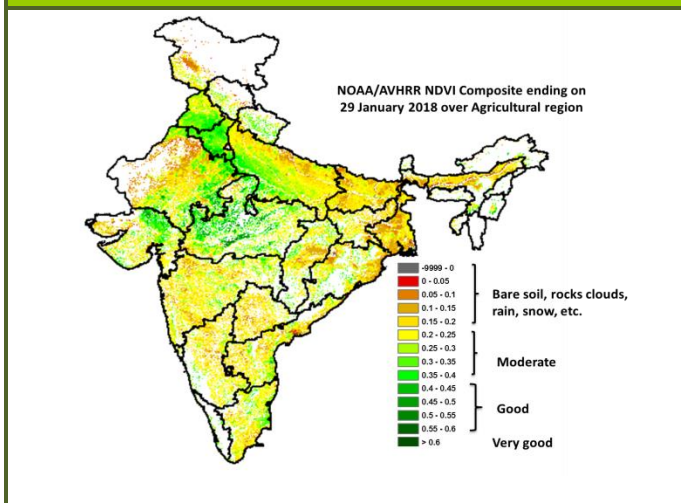 NOAA/AVHRR NDVI Composite ending on
29 January 2018 over Agricultural region
-9999 - 0
0 - 0.05
0.05 - 0.1
0.1 - 0.15
0.15 - 0.2
0.2 - 0.25
0.25 - 0.3
0.3 - 0.35
0.35 - 0.4
0.4 - 0.45
0.45 - 0.5
0.5 - 0.55
0.55 - 0.6
> 0.6
Bare soil, rocks clouds,
rain, snow, etc.
Moderate
Good
Very good